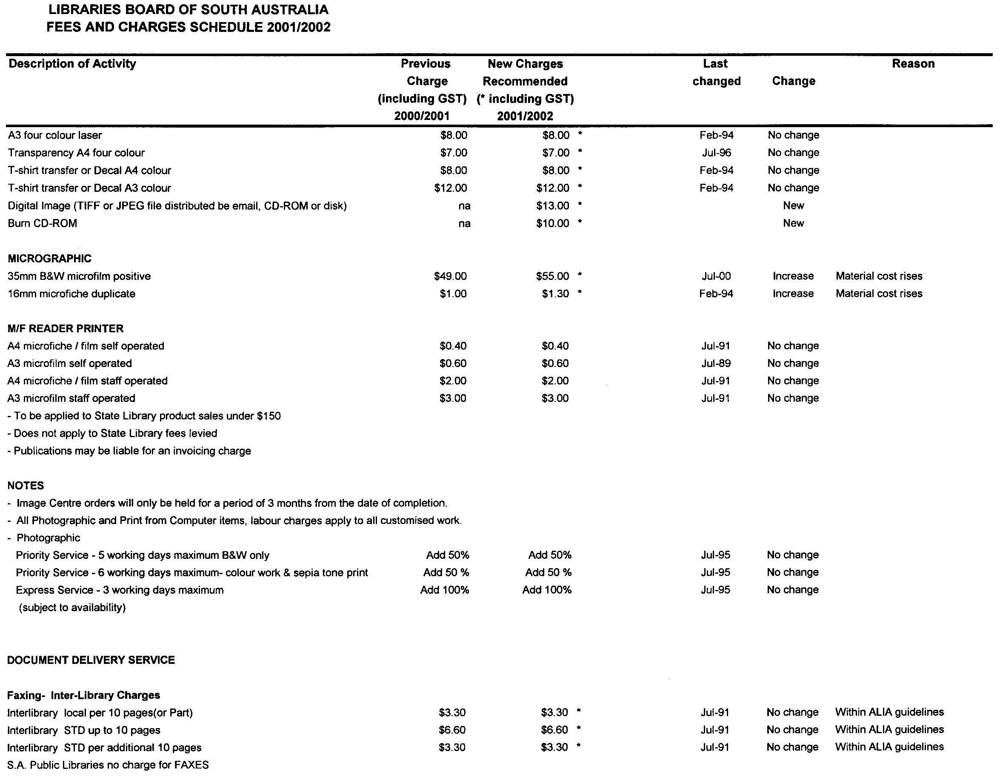 LIBRARIES BOARD OF SOUTH AUSTRALIA
FEES AND CHARGES SCHEDULE 2001/2002
Description of Activity Previous New Charges Last Reason
Charge Recommended changed Change
(including GST) (* including GST)
2000/2001 2001/2002
A3 four colour laser $8.00 $8.00 * Feb-94 No change
Transparency A4 four colour $7.00 $7.00 * Jul-96 No change
T-shirt transfer or Decal A4 colour $8.00 $8.00 * Feb-94 No change
T-shirt transfer or Decal A3 colour $12.00 $12.00 * Feb-94 No change
Digital Image (TIFF or JPEG file distributed be email, CD-ROM or disk) na $13.00 * New
Burn CD-ROM na $10.00 * New
MICROGRAPHIC
35mm B&W microfilm positive $49.00 $55.00 * Jul-00 Increase Material cost rises
16mm microfiche duplicate $1.00 $1.30 * Feb-94 Increase Material cost rises
M/F READER PRINTER
A4 microfiche / film self operated $0.40 $0.40 Jul-91 No change
A3 microfilm self operated $0.60 $0.60 Jul-89 No change
A4 microfiche / film staff operated $2.00 $2.00 Jul-91 No change
A3 microfilm staff operated $3.00 $3.00 Jul-91 No change
- To be applied to State Library product sales under $150
- Does not apply to State Library fees levied
- Publications may be liable for an invoicing charge
NOTES
- Image Centre orders will only be held for a period of 3 months from the date of completion.
- All Photographic and Print from Computer items, labour charges apply to all customised work.
- Photographic
Priority Service - 5 working days maximum B&W only Add 50% Add 50% Jul-95 No change
Priority Service - 6 working days maximum- colour work & sepia tone print Add 50 % Add 50 % Jul-95 No change
Express Service - 3 working days maximum Add 100% Add 100% Jul-95 No change
(subject to availability)
DOCUMENT DELIVERY SERVICE
Faxing- Inter-Library Charges
Interlibrary local per 10 pages(or Part) $3.30 $3.30 * Jul-91 No change Within ALIA guidelines
Interlibrary STD up to 10 pages $6.60 $6.60 * Jul-91 No change Within ALIA guidelines
Interlibrary STD per additional 10 pages $3.30 $3.30 * Jul-91 No change Within ALIA guidelines
S.A. Public Libraries no charge for FAXES